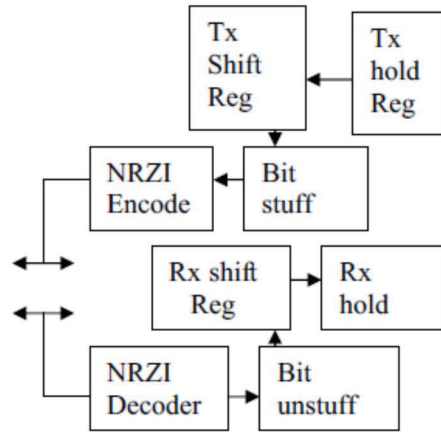 Tx
Shift
Reg
Tx
hold
Reg
NRZI
Encode
Bit
stuff
Rx shift
Reg
Rx
hold
NRZI
Decoder
Bit
unstuff